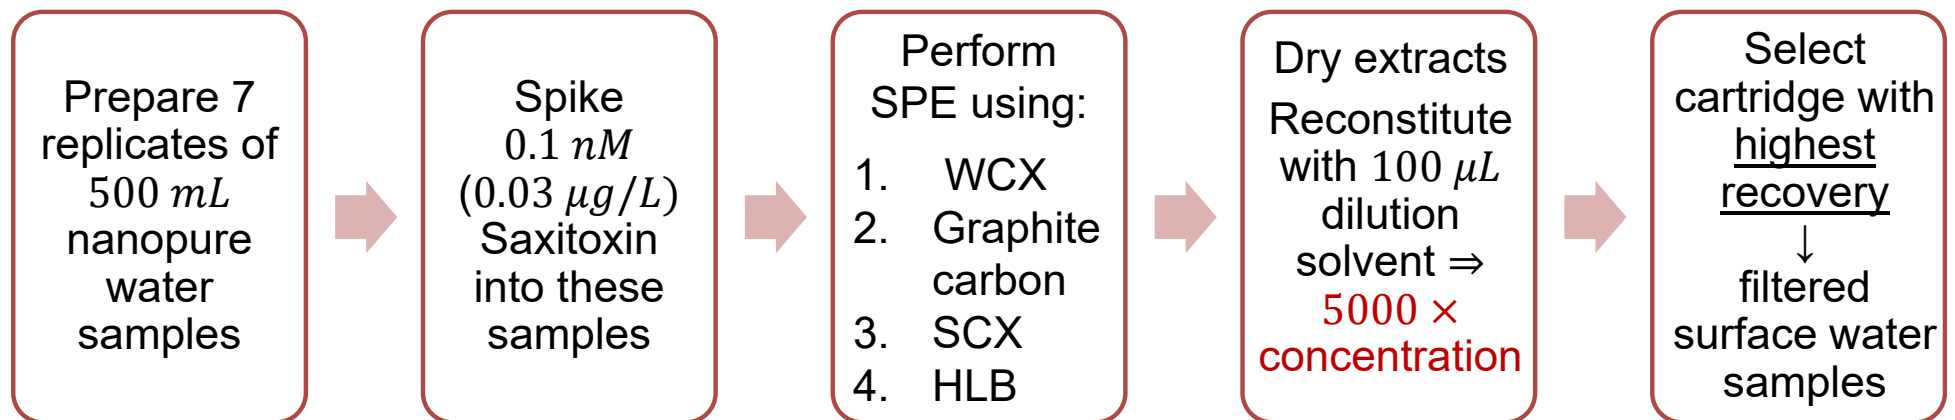 Prepare 7
replicates of
500 mL
nanopure
water
samples
Spike
0.1 nM
(0.03 μg/L)
Saxitoxin
into these
samples
Perform
SPE using:
1. WCX
2. Graphite
carbon
3. SCX
4. HLB
Dry extracts
Reconstitute
with 100 μL
dilution
solvent ⇒
5000 ×
concentration
Select
cartridge with
highest
recovery
↓
filtered
surface water
samples